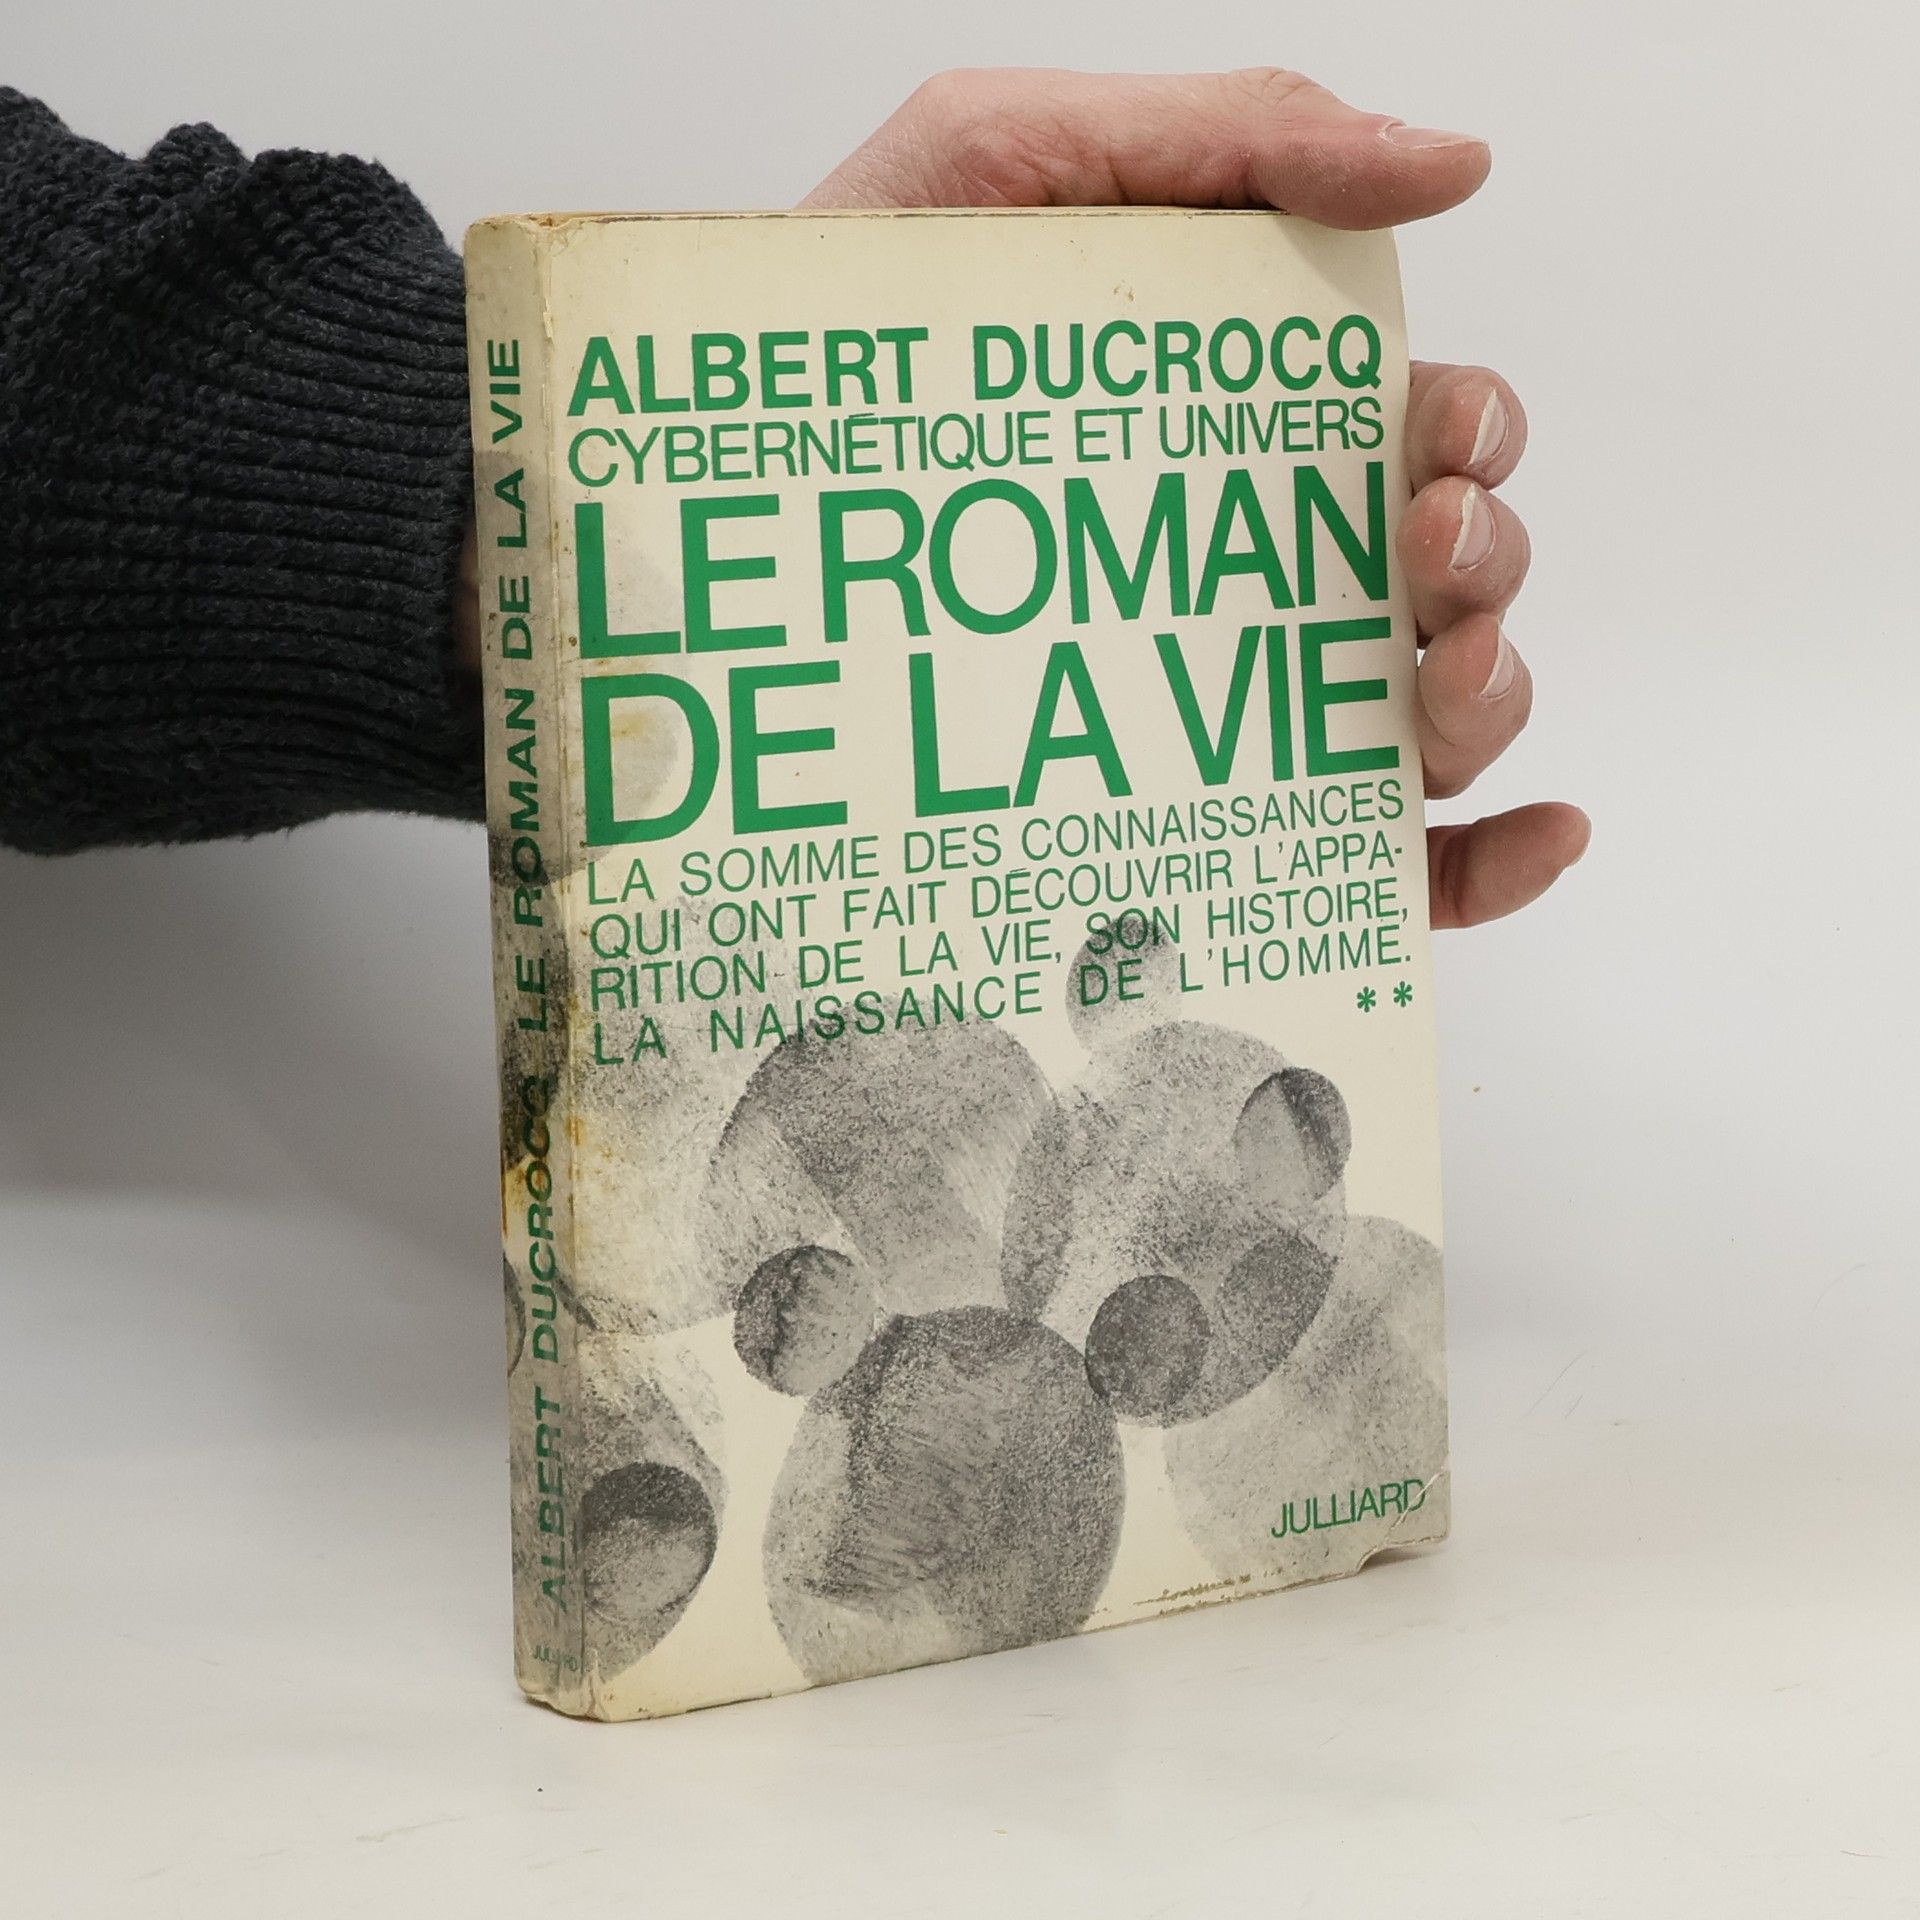 ALBERT DUCROCQ
CYBERNÉTIQUE ET UNIVERS
LE ROMAN
DE LA VIE
LA SOMME DES CONNAISSANCES
QUI ONT FAIT DÉCOUVRIR L'APPA-
RITION DE LA VIE, SON HISTOIRE,
LA NAISSANCE DE L'HOMME.
**
JULLIARD
ALBERT DUCROCQ LE ROMAN DE LA VIE
JULLIARD